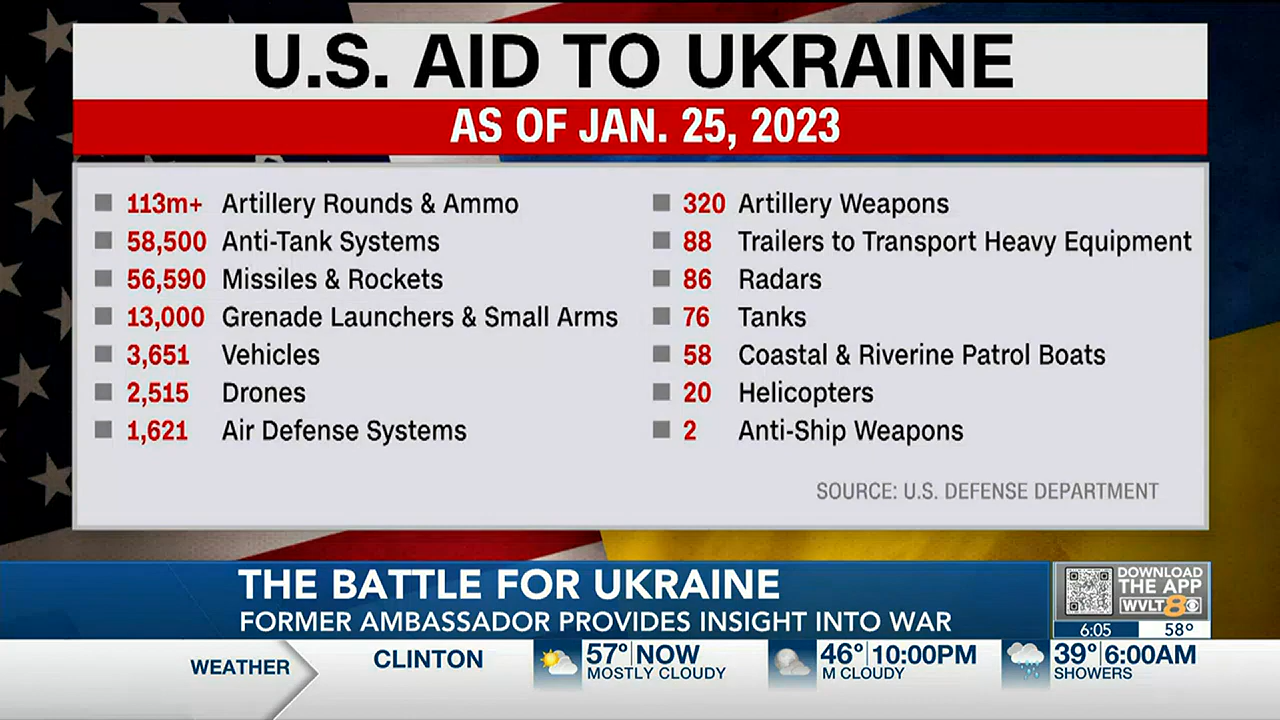 U.S. AID TO UKRAINE
AS OF JAN. 25, 2023
113m+ Artillery Rounds & Ammo
58,500 Anti-Tank Systems
56,590 Missiles & Rockets
13,000 Grenade Launchers & Small Arms
3,651 Vehicles
2,515 Drones
1,621 Air Defense Systems
320 Artillery Weapons
88 Trailers to Transport Heavy Equipment
86 Radars
76 Tanks
58 Coastal & Riverine Patrol Boats
20 Helicopters
2 Anti-Ship Weapons
SOURCE: U.S. DEFENSE DEPARTMENT
THE BATTLE FOR UKRAINE
FORMER AMBASSADOR PROVIDES INSIGHT INTO WAR
DOWNLOAD
THE APP
WVLT 8
6:05 58°
WEATHER
CLINTON
57° NOW
MOSTLY CLOUDY
46° 10:00PM
M CLOUDY
39° 6:00AM
SHOWERS